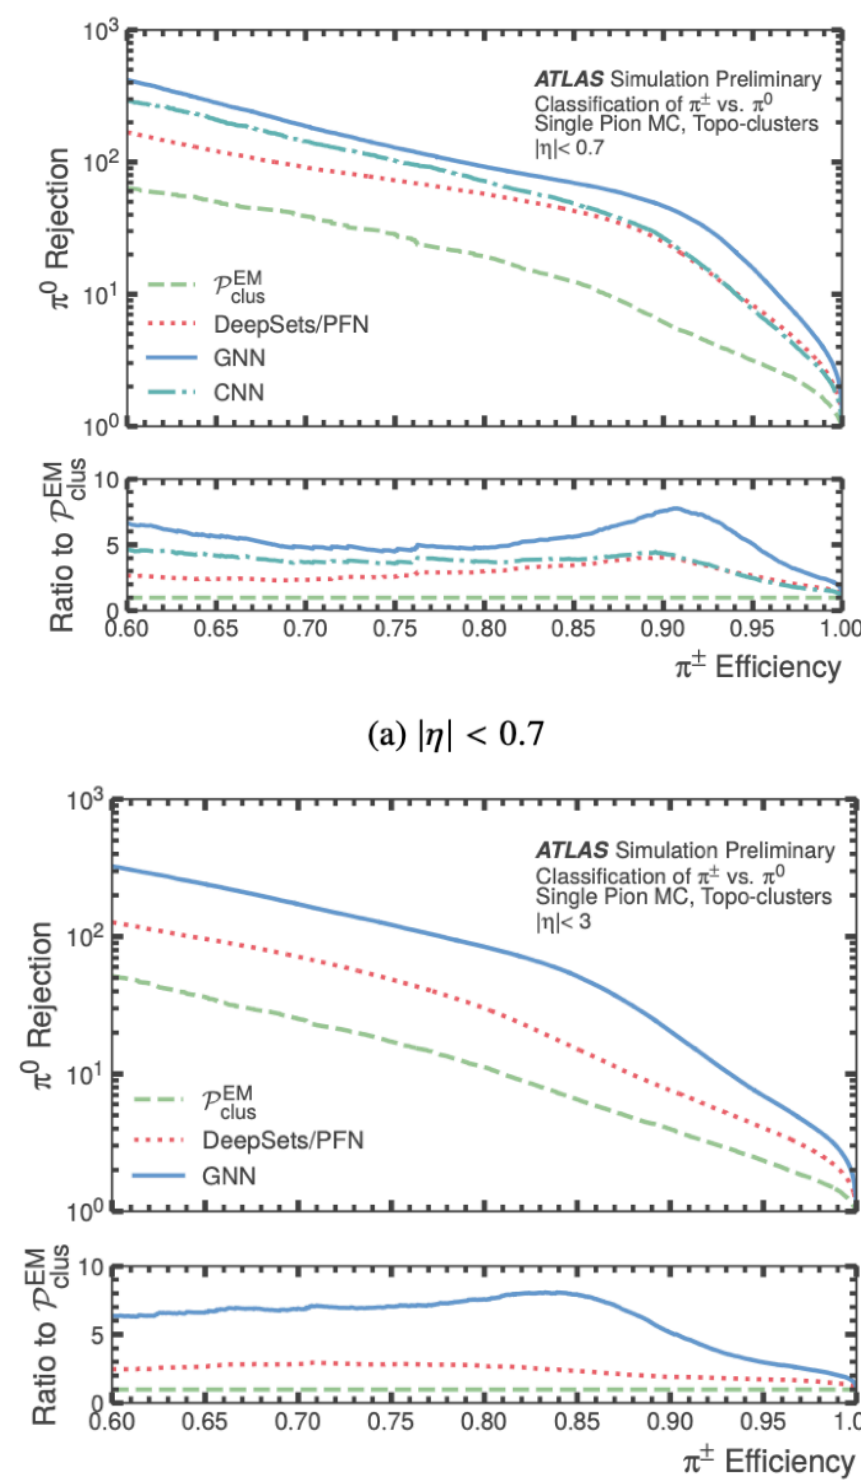 10³
ATLAS Simulation Preliminary
Classification of π± vs. π⁰
Single Pion MC, Topo-clusters
|η|< 0.7
10²
π⁰ Rejection
10¹
𝒫ᴱᴹclus
DeepSets/PFN
GNN
CNN
10⁰
10
Ratio to 𝒫ᴱᴹclus
5
0
0.60 0.65 0.70 0.75 0.80 0.85 0.90 0.95 1.00
π± Efficiency
(a) |η| < 0.7
10³
ATLAS Simulation Preliminary
Classification of π± vs. π⁰
Single Pion MC, Topo-clusters
|η|< 3
10²
π⁰ Rejection
10¹
𝒫ᴱᴹclus
DeepSets/PFN
GNN
10⁰
10
Ratio to 𝒫ᴱᴹclus
5
0
0.60 0.65 0.70 0.75 0.80 0.85 0.90 0.95 1.0
π± Efficiency